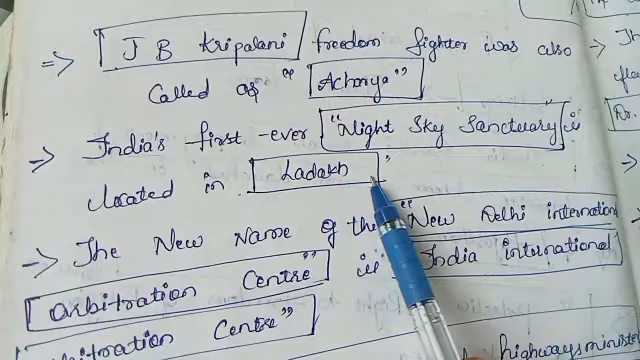 ⇒ J B Kripalani freedom fighter was also
called as "Acharya"
→ India's first-ever "Night Sky Sanctuary is
located in Ladakh"
→ The New Name of the "New Delhi international
arbitration Centre" is India international
arbitration Centre"
highways minister
Dr.